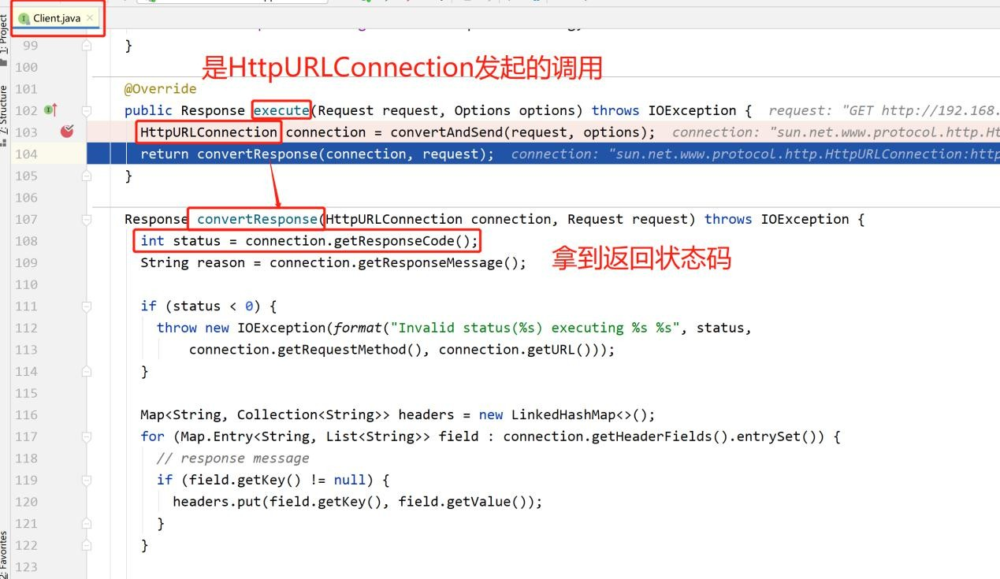 Client.java
1: Project
99 }
100
是HttpURLConnection发起的调用
101 @Override
102 public Response execute(Request request, Options options) throws IOException { request: "GET http://192.168.
7: Structure
103 HttpURLConnection connection = convertAndSend(request, options); connection: "sun.net.www.protocol.http.Ht
104 return convertResponse(connection, request); connection: "sun.net.www.protocol.http.HttpURLConnection:http
105 }
106
107 Response convertResponse(HttpURLConnection connection, Request request) throws IOException {
108 int status = connection.getResponseCode();
拿到返回状态码
109 String reason = connection.getResponseMessage();
110
111 if (status < 0) {
112 throw new IOException(format("Invalid status(%s) executing %s %s", status,
113 connection.getRequestMethod(), connection.getURL()));
114 }
115
116 Map<String, Collection<String>> headers = new LinkedHashMap<>();
117 for (Map.Entry<String, List<String>> field : connection.getHeaderFields().entrySet()) {
118 // response message
119 if (field.getKey() != null) {
120 headers.put(field.getKey(), field.getValue());
121 }
122 }
123
2: Favorites